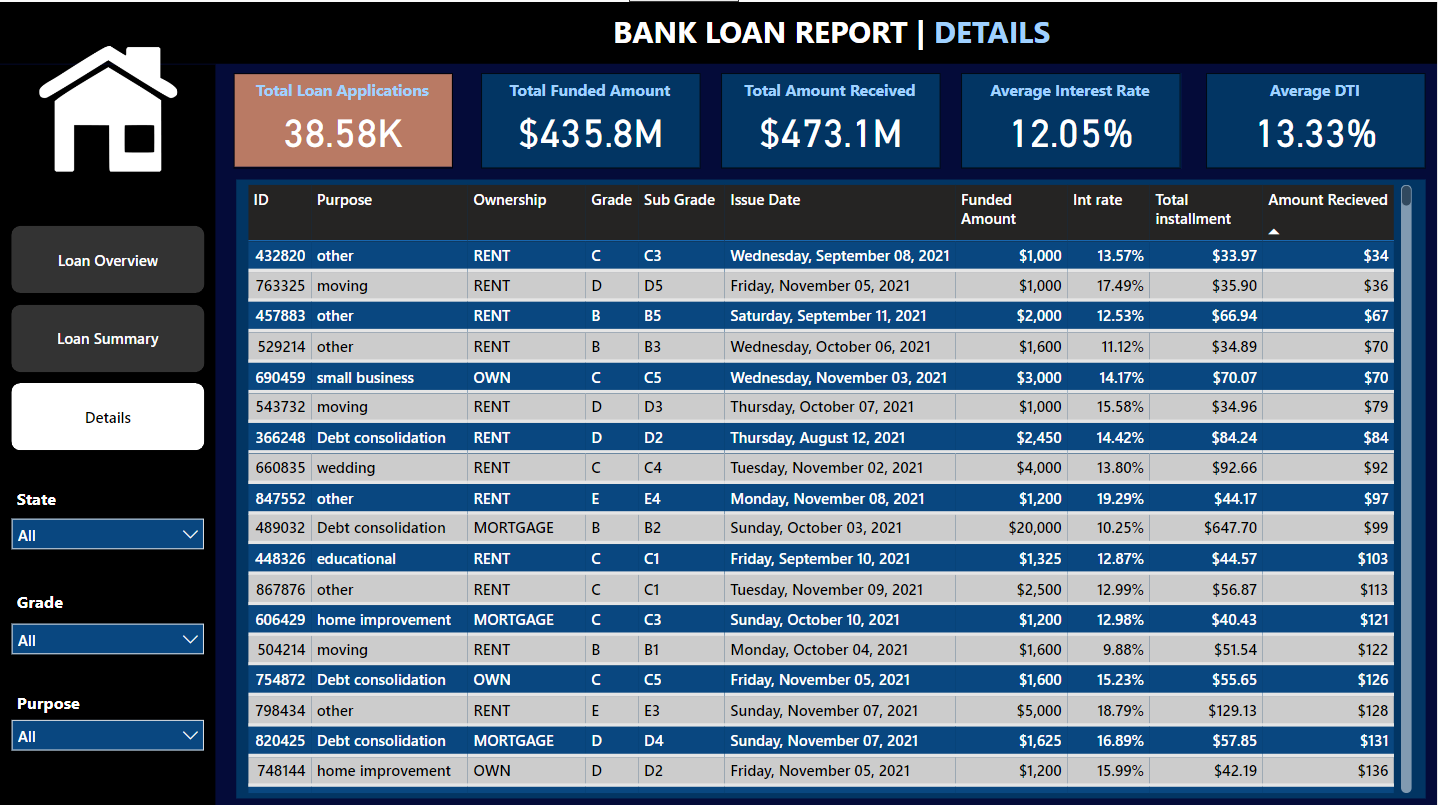 BANK LOAN REPORT | DETAILS
Total Loan Applications
38.58K
Total Funded Amount
$435.8M
Total Amount Received
$473.1M
Average Interest Rate
12.05%
Average DTI
13.33%
Loan Overview
Loan Summary
Details
State
All
Grade
All
Purpose
All
ID Purpose Ownership Grade Sub Grade Issue Date Funded Amount Int rate Total installment Amount Recieved
432820 other RENT C C3 Wednesday, September 08, 2021 $1,000 13.57% $33.97 $34
763325 moving RENT D D5 Friday, November 05, 2021 $1,000 17.49% $35.90 $36
457883 other RENT B B5 Saturday, September 11, 2021 $2,000 12.53% $66.94 $67
529214 other RENT B B3 Wednesday, October 06, 2021 $1,600 11.12% $34.89 $70
690459 small business OWN C C5 Wednesday, November 03, 2021 $3,000 14.17% $70.07 $70
543732 moving RENT D D3 Thursday, October 07, 2021 $1,000 15.58% $34.96 $79
366248 Debt consolidation RENT D D2 Thursday, August 12, 2021 $2,450 14.42% $84.24 $84
660835 wedding RENT C C4 Tuesday, November 02, 2021 $4,000 13.80% $92.66 $92
847552 other RENT E E4 Monday, November 08, 2021 $1,200 19.29% $44.17 $97
489032 Debt consolidation MORTGAGE B B2 Sunday, October 03, 2021 $20,000 10.25% $647.70 $99
448326 educational RENT C C1 Friday, September 10, 2021 $1,325 12.87% $44.57 $103
867876 other RENT C C1 Tuesday, November 09, 2021 $2,500 12.99% $56.87 $113
606429 home improvement MORTGAGE C C3 Sunday, October 10, 2021 $1,200 12.98% $40.43 $121
504214 moving RENT B B1 Monday, October 04, 2021 $1,600 9.88% $51.54 $122
754872 Debt consolidation OWN C C5 Friday, November 05, 2021 $1,600 15.23% $55.65 $126
798434 other RENT E E3 Sunday, November 07, 2021 $5,000 18.79% $129.13 $128
820425 Debt consolidation MORTGAGE D D4 Sunday, November 07, 2021 $1,625 16.89% $57.85 $131
748144 home improvement OWN D D2 Friday, November 05, 2021 $1,200 15.99% $42.19 $136